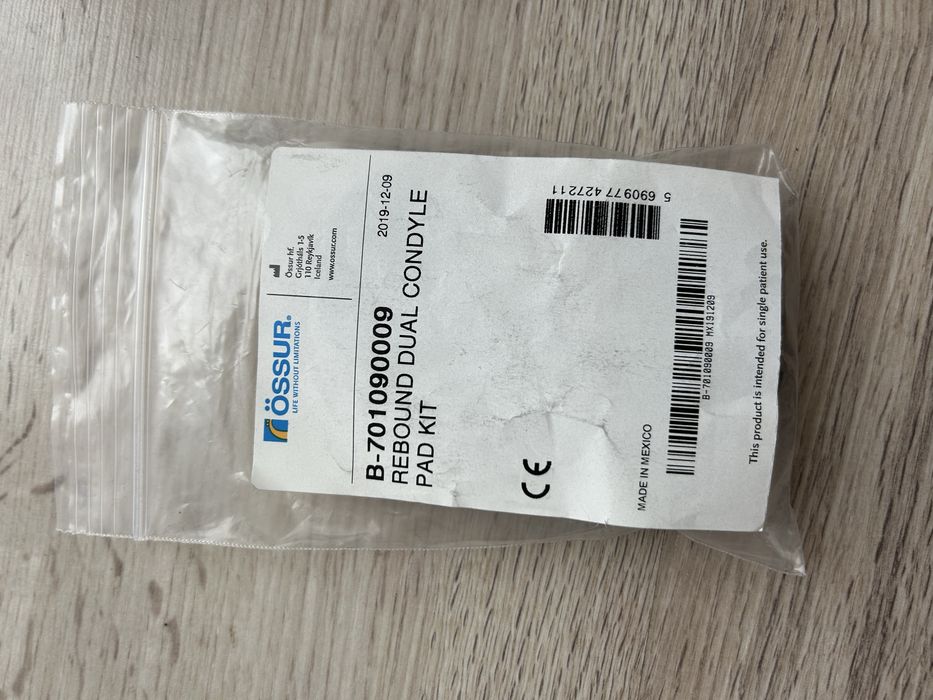 ÖSSUR®
LIFE WITHOUT LIMITATIONS
Össur hf.
Grjótháls 1-5
110 Reykjavík
Iceland
www.ossur.com
B-701090009
2019-12-09
REBOUND DUAL CONDYLE
PAD KIT
CE
5 690977 427211
MADE IN MEXICO
B-701090009 MX191209
This product is intended for single patient use.